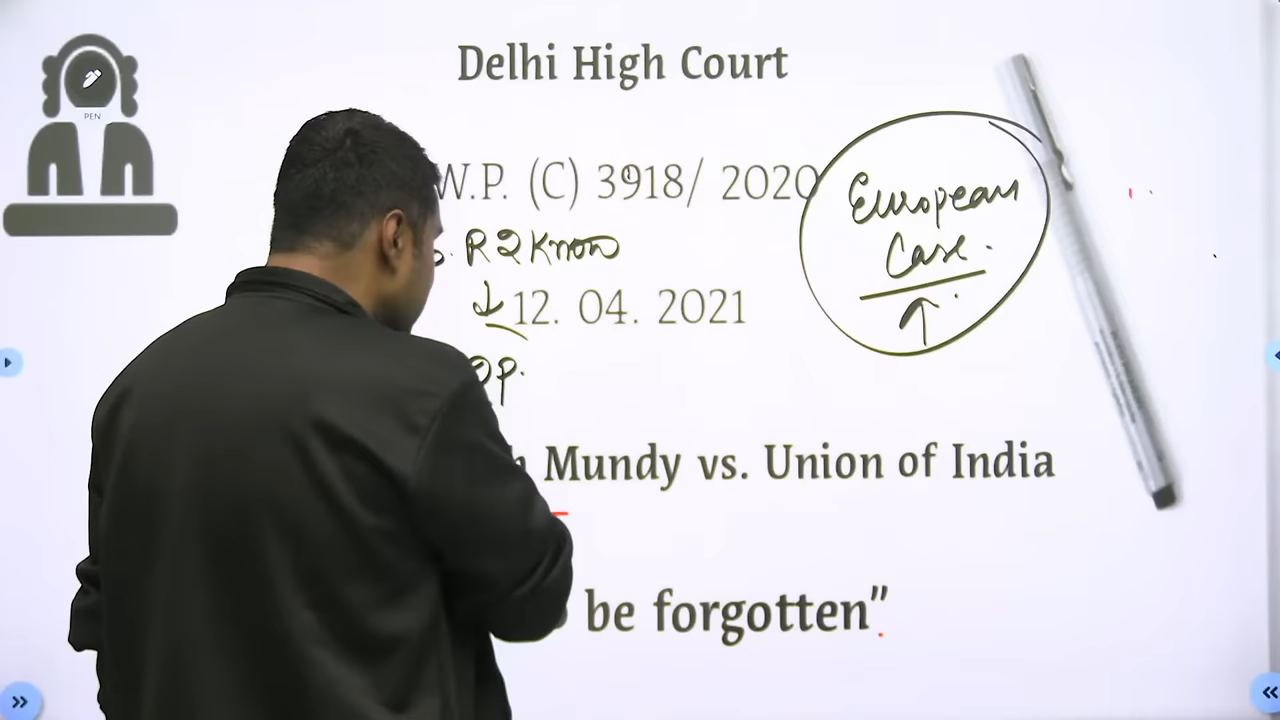 Delhi High Court
PEN
W.P. (C) 3918/ 2020
European
Case.
R2Know
12. 04. 2021
Mundy vs. Union of India
be forgotten”